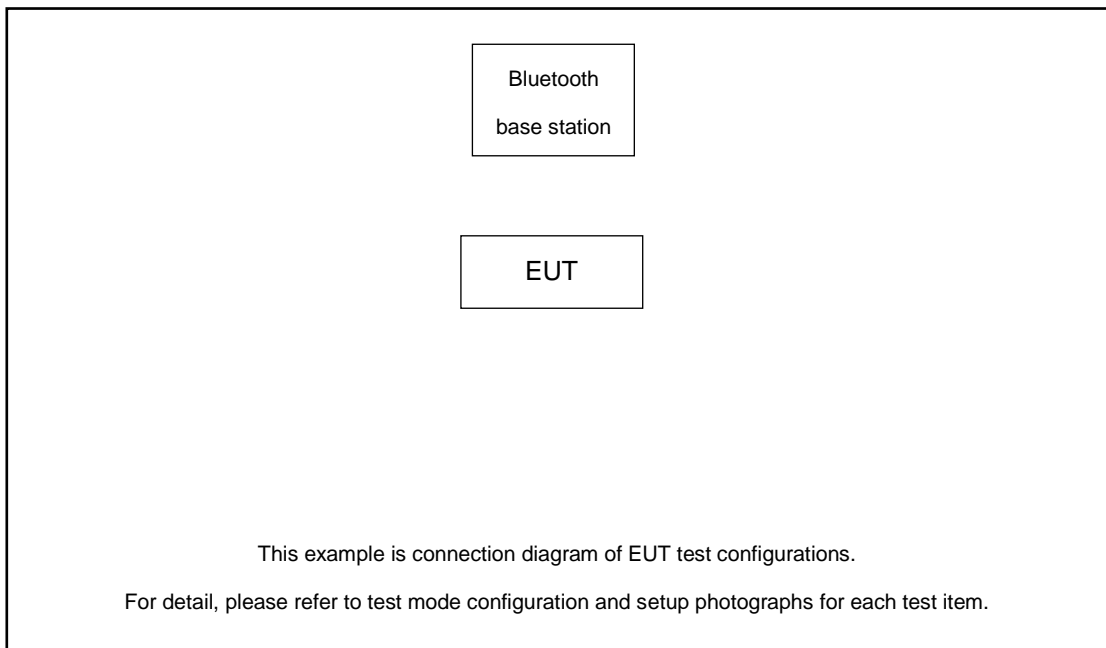 Bluetooth
base station
EUT
This example is connection diagram of EUT test configurations.
For detail, please refer to test mode configuration and setup photographs for each test item.